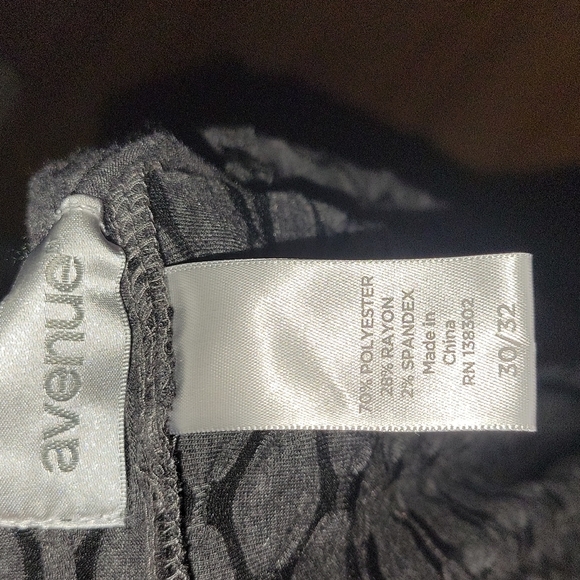 avenue
70% POLYESTER
28% RAYON
2% SPANDEX
Made in
China
RN 138302
30/32